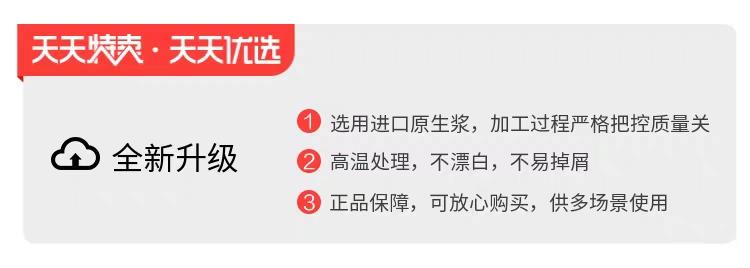 天天特卖·天天优选
全新升级
1 选用进口原生浆，加工过程严格把控质量关
2 高温处理，不漂白，不易掉屑
3 正品保障，可放心购买，供多场景使用